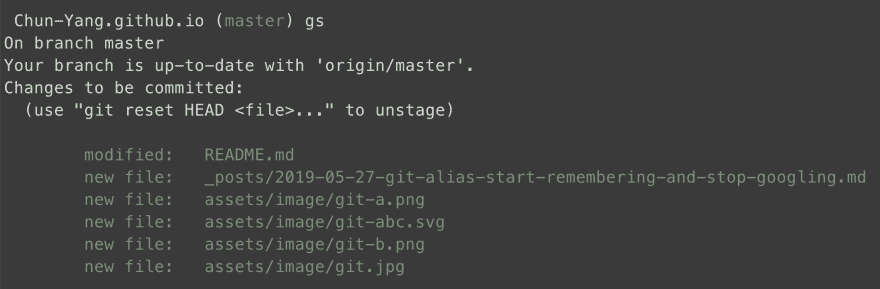 Chun-Yang.github.io (master) gs
On branch master
Your branch is up-to-date with 'origin/master'.
Changes to be committed:
(use "git reset HEAD <file>..." to unstage)
modified: README.md
new file: _posts/2019-05-27-git-alias-start-remembering-and-stop-googling.md
new file: assets/image/git-a.png
new file: assets/image/git-abc.svg
new file: assets/image/git-b.png
new file: assets/image/git.jpg